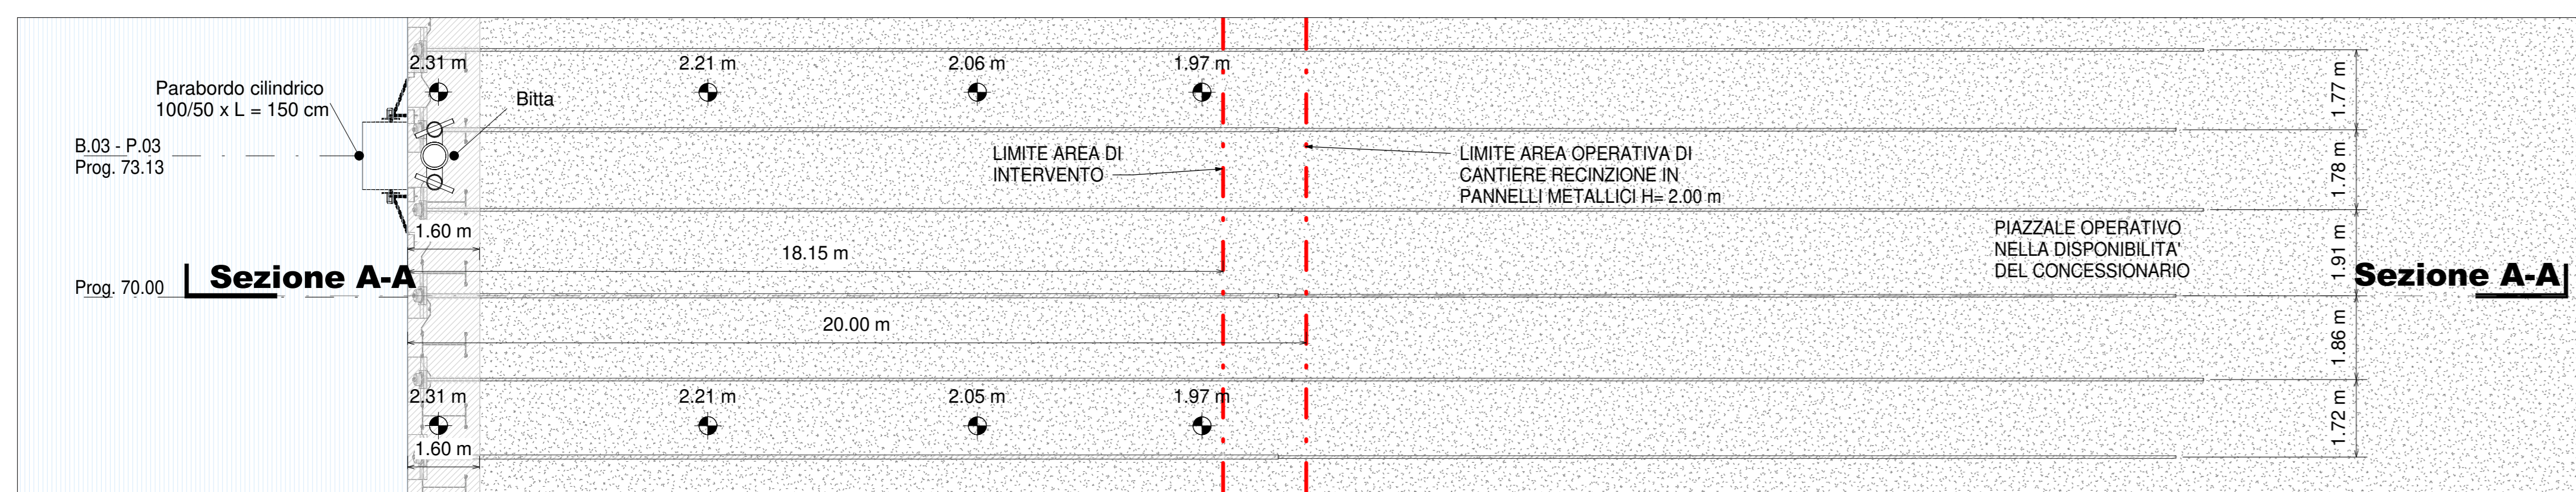 2.31 m
2.21 m
2.06 m
1.97 m
Parabordo cilindrico
100/50 x L = 150 cm
Bitta
1.77 m
B.03 - P.03
Prog. 73.13
LIMITE AREA DI
INTERVENTO
LIMITE AREA OPERATIVA DI
CANTIERE RECINZIONE IN
PANNELLI METALLICI H= 2.00 m
1.78 m
1.60 m
18.15 m
PIAZZALE OPERATIVO
NELLA DISPONIBILITA'
DEL CONCESSIONARIO
1.91 m
Sezione A-A
Sezione A-A
Prog. 70.00
20.00 m
1.86 m
2.31 m
2.21 m
2.05 m
1.97 m
1.72 m
1.60 m